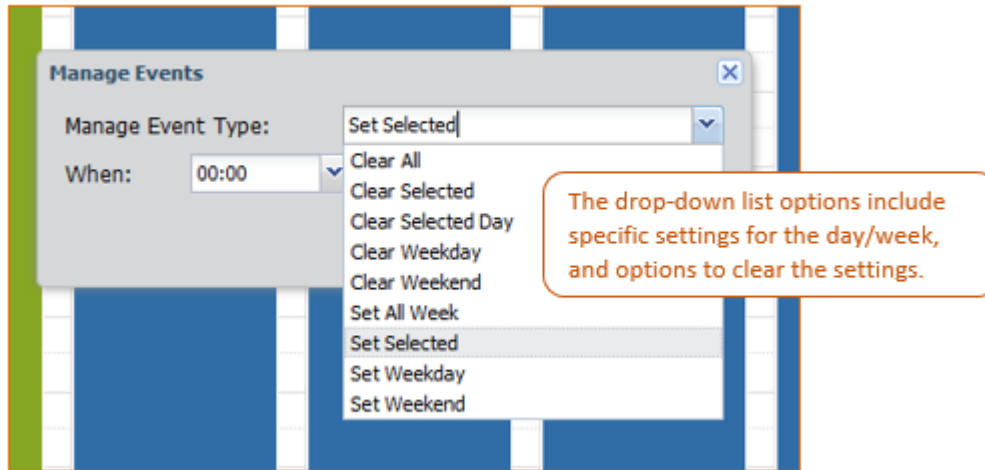 Manage Events
Manage Event Type:
Set Selected
When:
00:00
Clear All
Clear Selected
Clear Selected Day
Clear Weekday
Clear Weekend
Set All Week
Set Selected
Set Weekday
Set Weekend
The drop-down list options include
specific settings for the day/week,
and options to clear the settings.